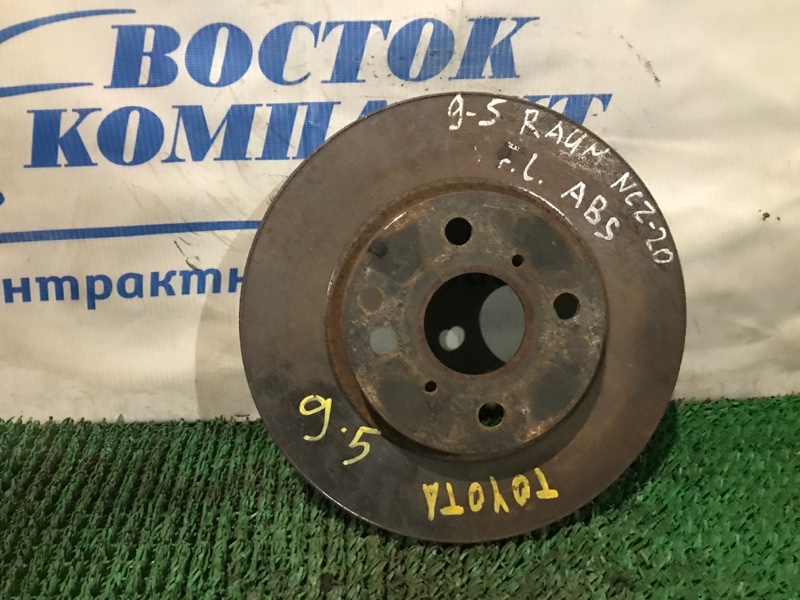 ВОСТОК
КОМПАНТ
нтрактн
9-5 RAUM NCZ-20
F.L. ABS
9.5
TOYOTA